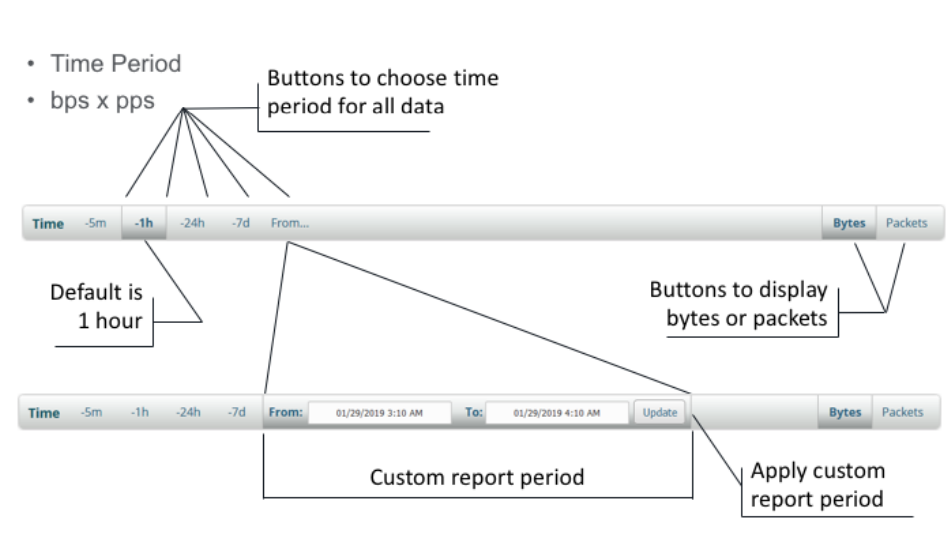 • Time Period
• bps x pps
Buttons to choose time
period for all data
Time -5m -1h -24h -7d From... Bytes Packets
Default is
1 hour
Buttons to display
bytes or packets
Time -5m -1h -24h -7d From: 01/29/2019 3:10 AM To: 01/29/2019 4:10 AM Update Bytes Packets
Custom report period
Apply custom
report period